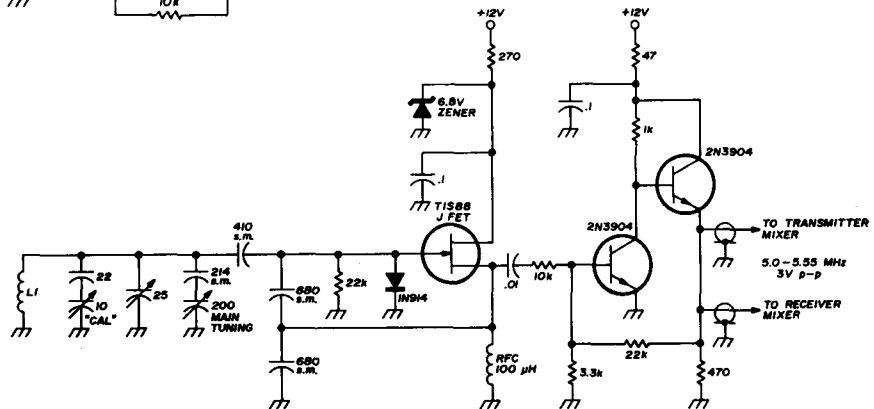 10k
+12V
+12V
270
47
6.8V
ZENER
.1
1k
2N3904
.1
TIS88
J FET
410
s.m.
2N3904
TO TRANSMITTER
MIXER
5.0-5.55 MHz
3V p-p
TO RECEIVER
MIXER
L1
22
10
"CAL"
25
214
s.m.
200
MAIN
TUNING
680
s.m.
22k
1N914
.01
10k
680
s.m.
RFC
100 μH
3.3k
22k
470